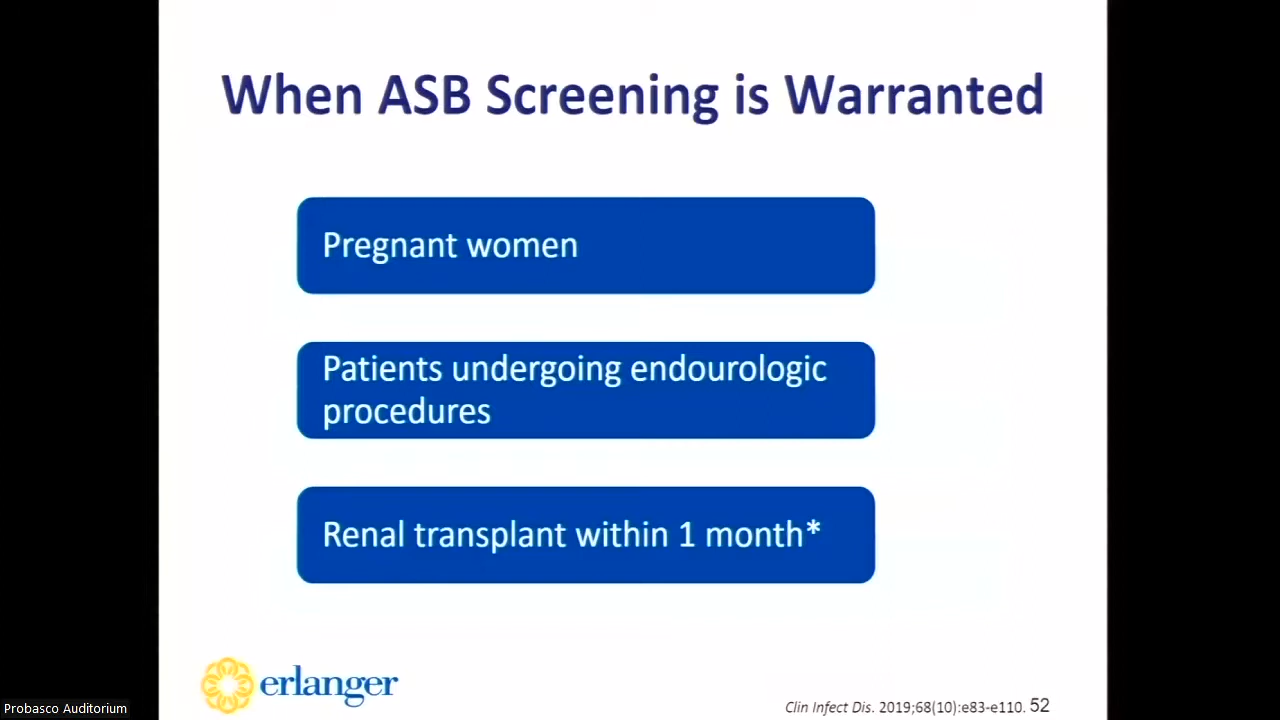 When ASB Screening is Warranted
Pregnant women
Patients undergoing endourologic
procedures
Renal transplant within 1 month*
erlanger
Clin Infect Dis. 2019;68(10):e83-e110. 52
Probasco Auditorium